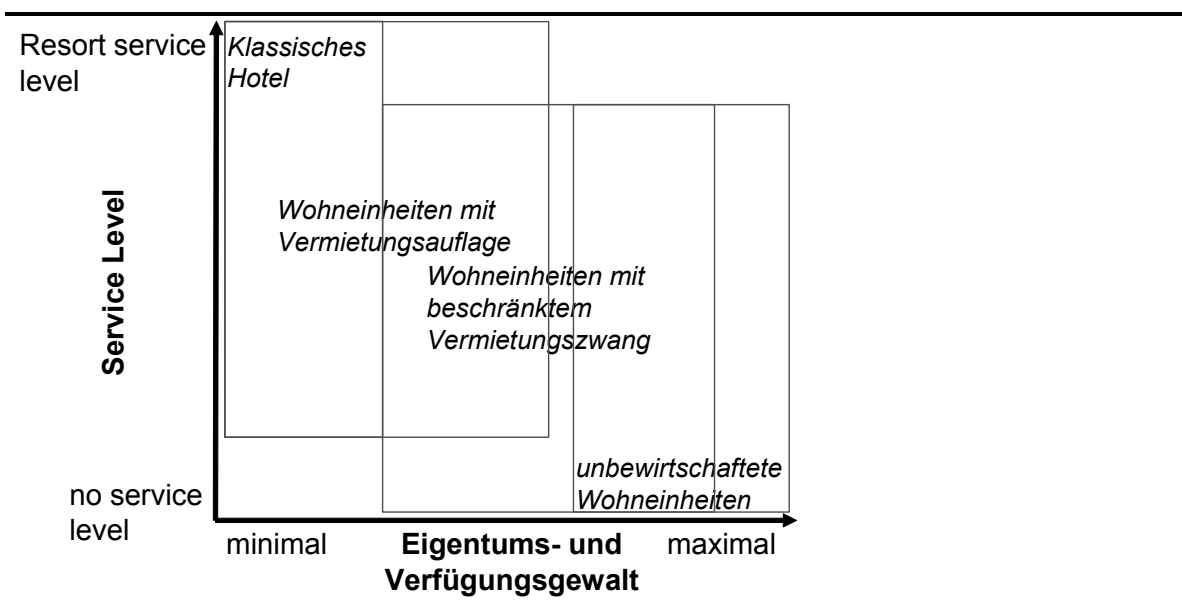 Resort service
level
Klassisches
Hotel
Service Level
Wohneinheiten mit
Vermietungsauflage
Wohneinheiten mit
beschränktem
Vermietungszwang
unbewirtschaftete
Wohneinheiten
no service
level
minimal
Eigentums- und
Verfügungsgewalt
maximal